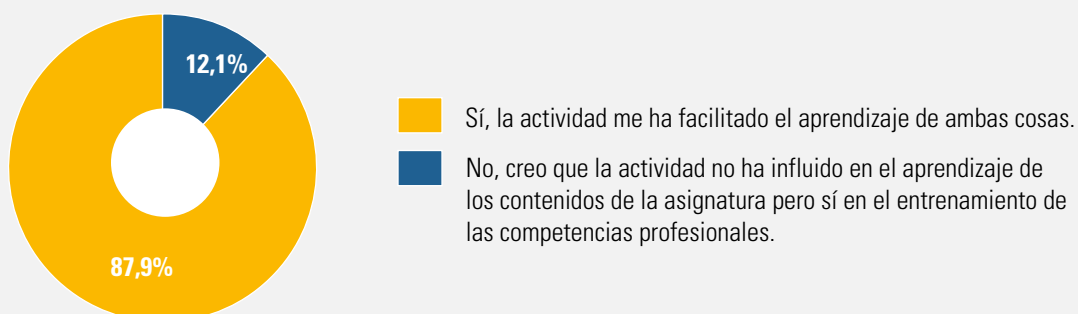 12,1%
87,9%
Sí, la actividad me ha facilitado el aprendizaje de ambas cosas.
No, creo que la actividad no ha influido en el aprendizaje de
los contenidos de la asignatura pero sí en el entrenamiento de
las competencias profesionales.